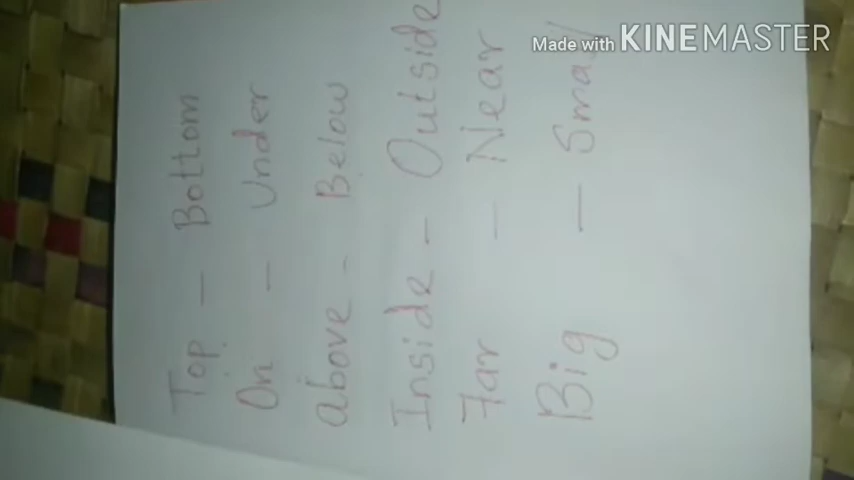 Made with KINEMASTER
Top - Bottom
On - Under
above - Below
Inside - Outside
Far - Near
Big - Small